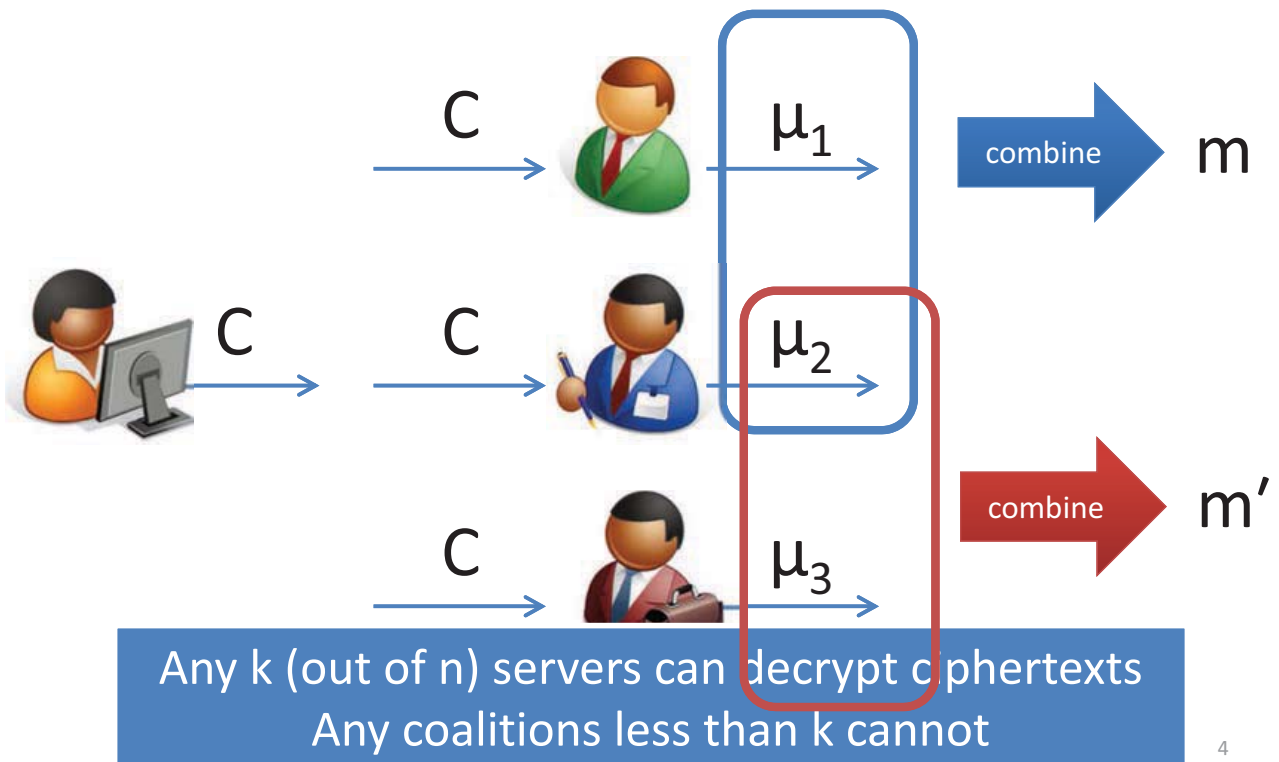 C
μ₁
combine
m
C
C
μ₂
combine
m′
C
μ₃
Any k (out of n) servers can decrypt ciphertexts
Any coalitions less than k cannot
4